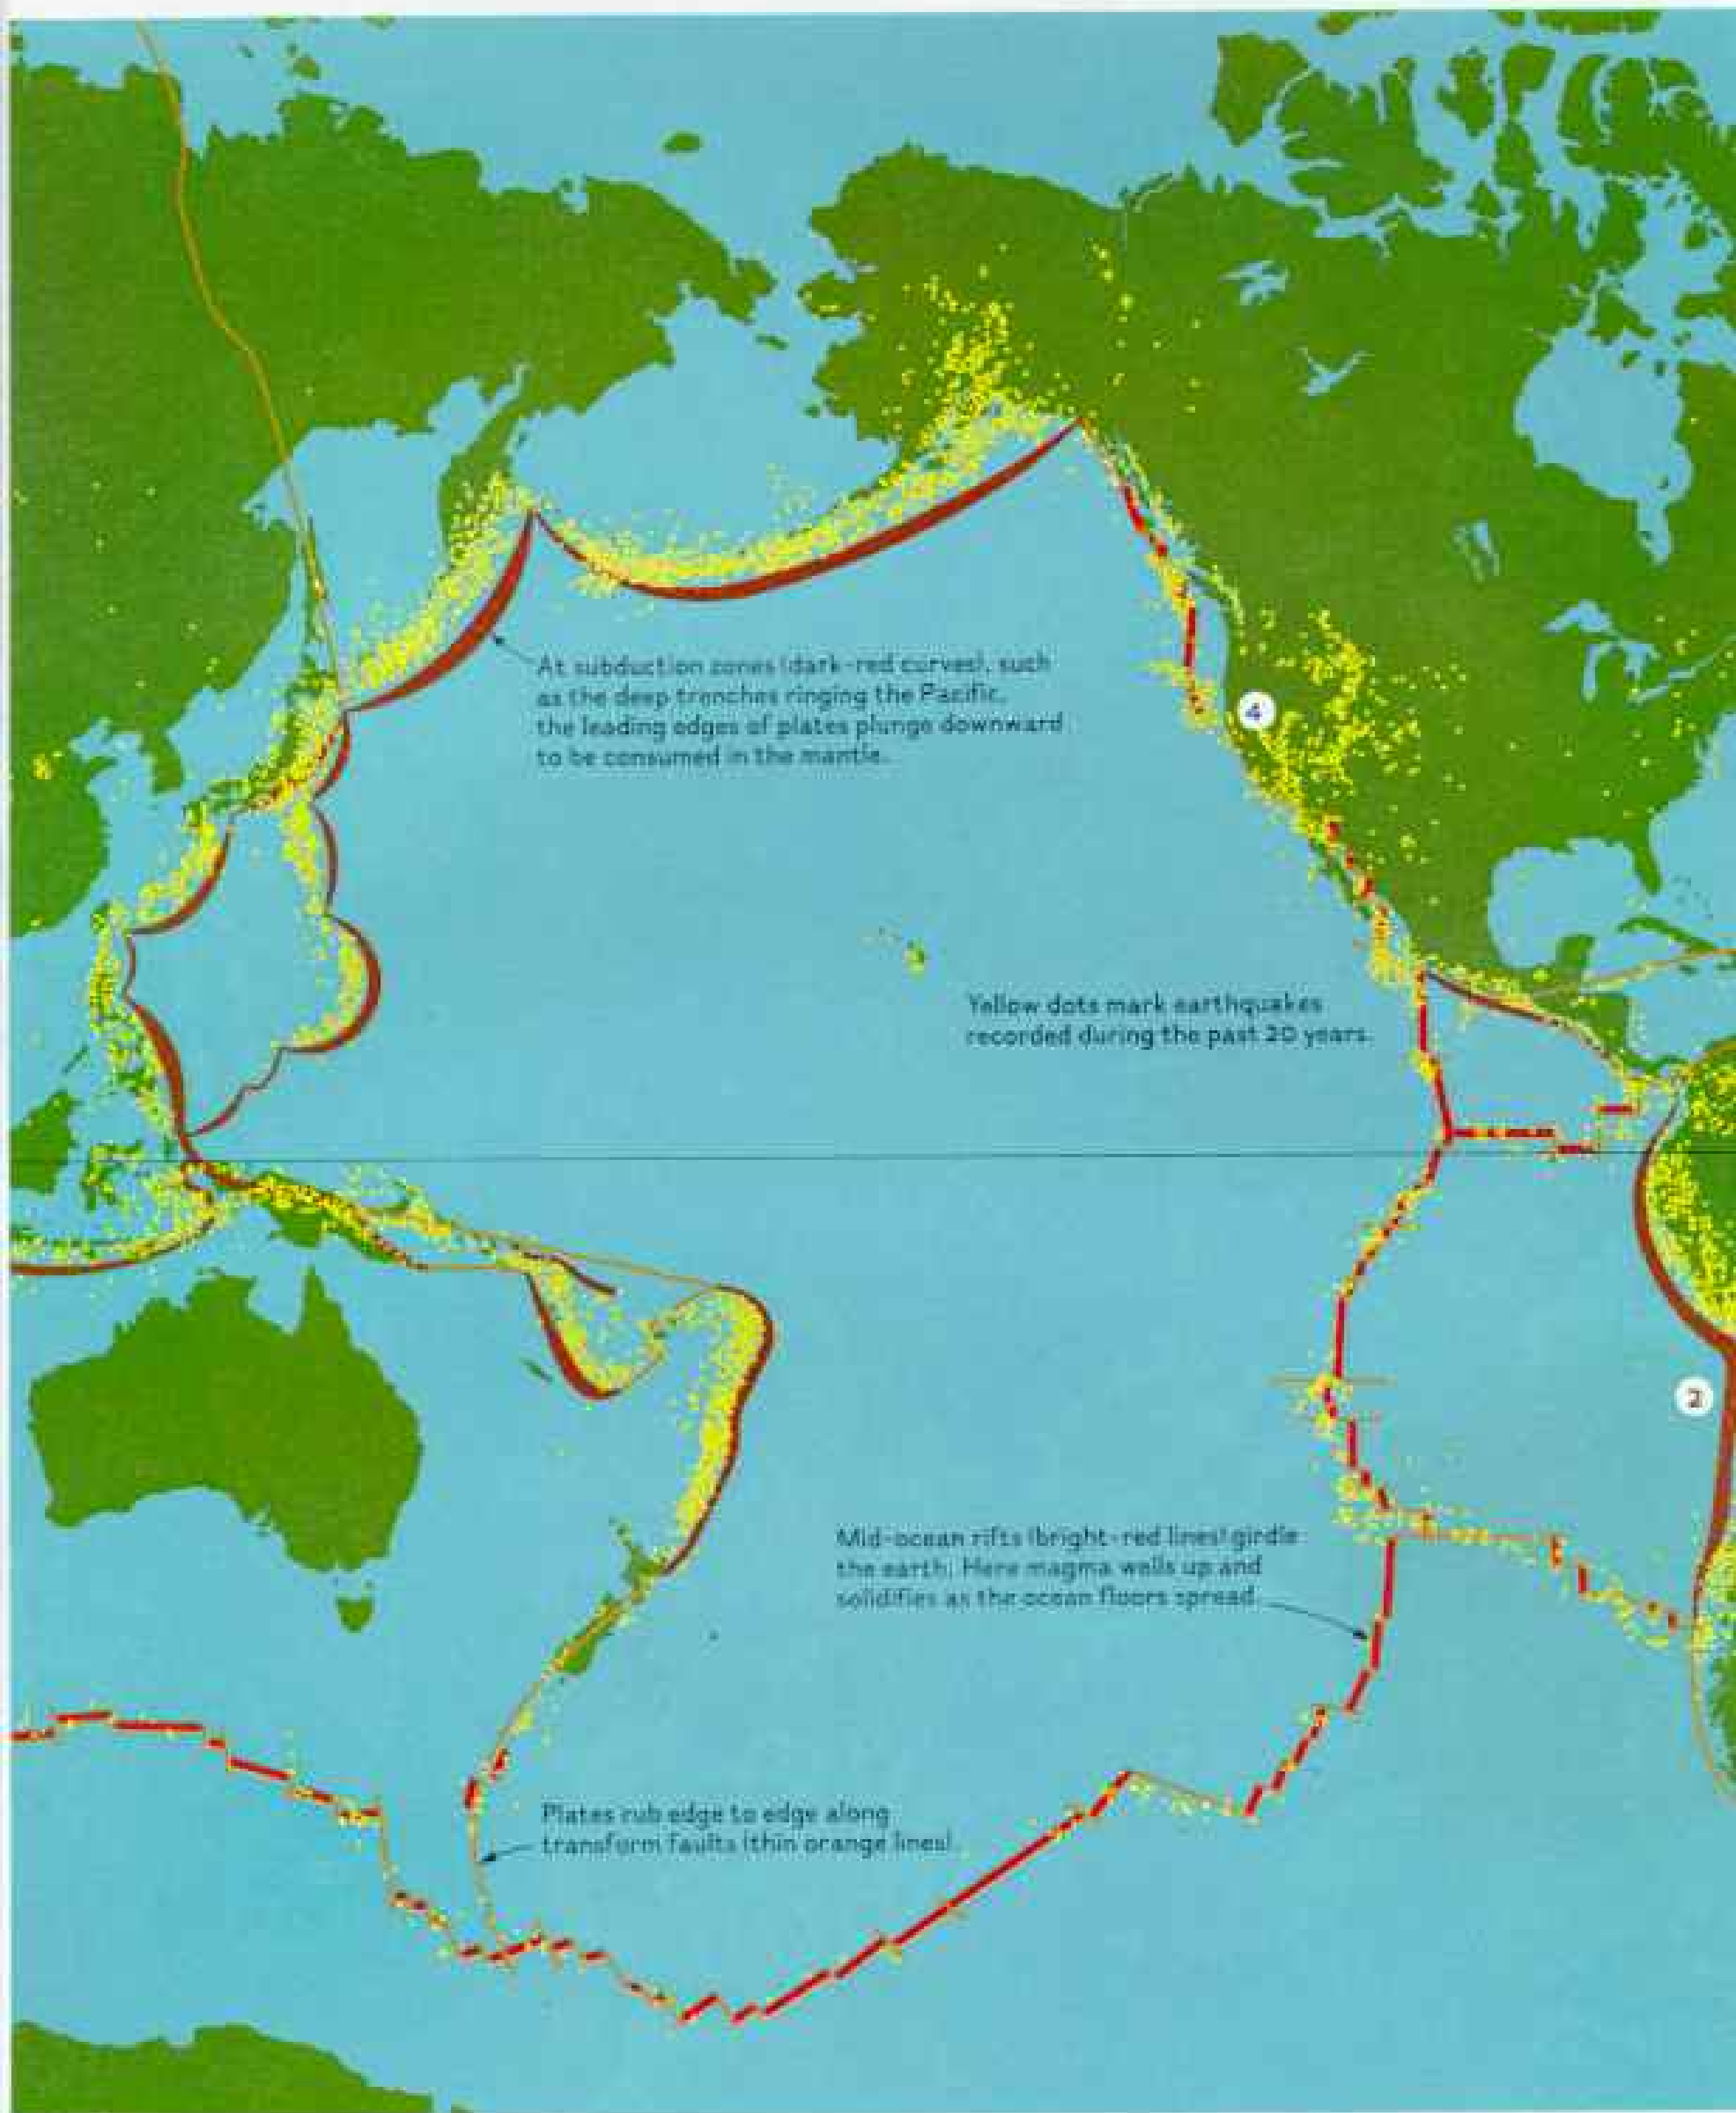 At subduction zones (dark-red curves), such
as the deep trenches ringing the Pacific,
the leading edges of plates plunge downward
to be consumed in the mantle.
4
Yellow dots mark earthquakes
recorded during the past 20 years.
2
Mid-ocean rifts (bright-red lines) girdle
the earth. Here magma wells up and
solidifies as the ocean floors spread.
Plates rub edge to edge along
transform faults (thin orange lines).